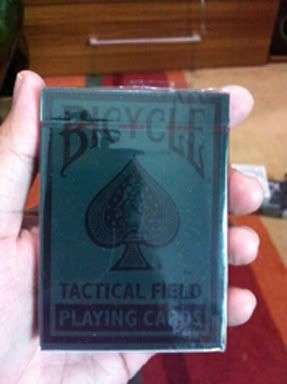 BICYCLE
TACTICAL FIELD
PLAYING CARDS